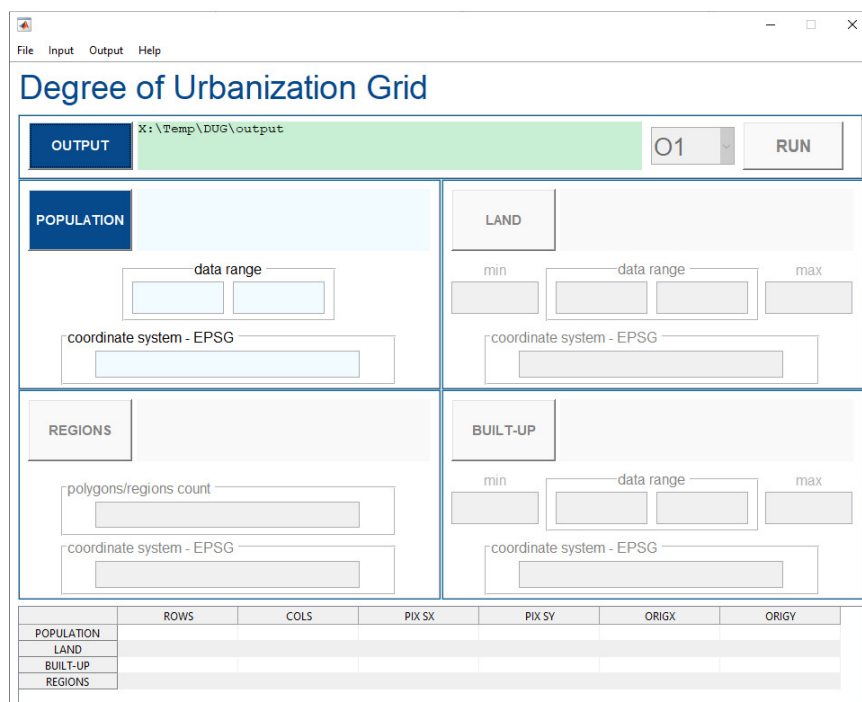 File Input Output Help
Degree of Urbanization Grid
OUTPUT X:\Temp\DUG\output O1 RUN
POPULATION
data range
coordinate system - EPSG
LAND
min data range max
coordinate system - EPSG
REGIONS
polygons/regions count
coordinate system - EPSG
BUILT-UP
min data range max
coordinate system - EPSG
ROWS COLS PIX SX PIX SY ORIGX ORIGY
POPULATION
LAND
BUILT-UP
REGIONS